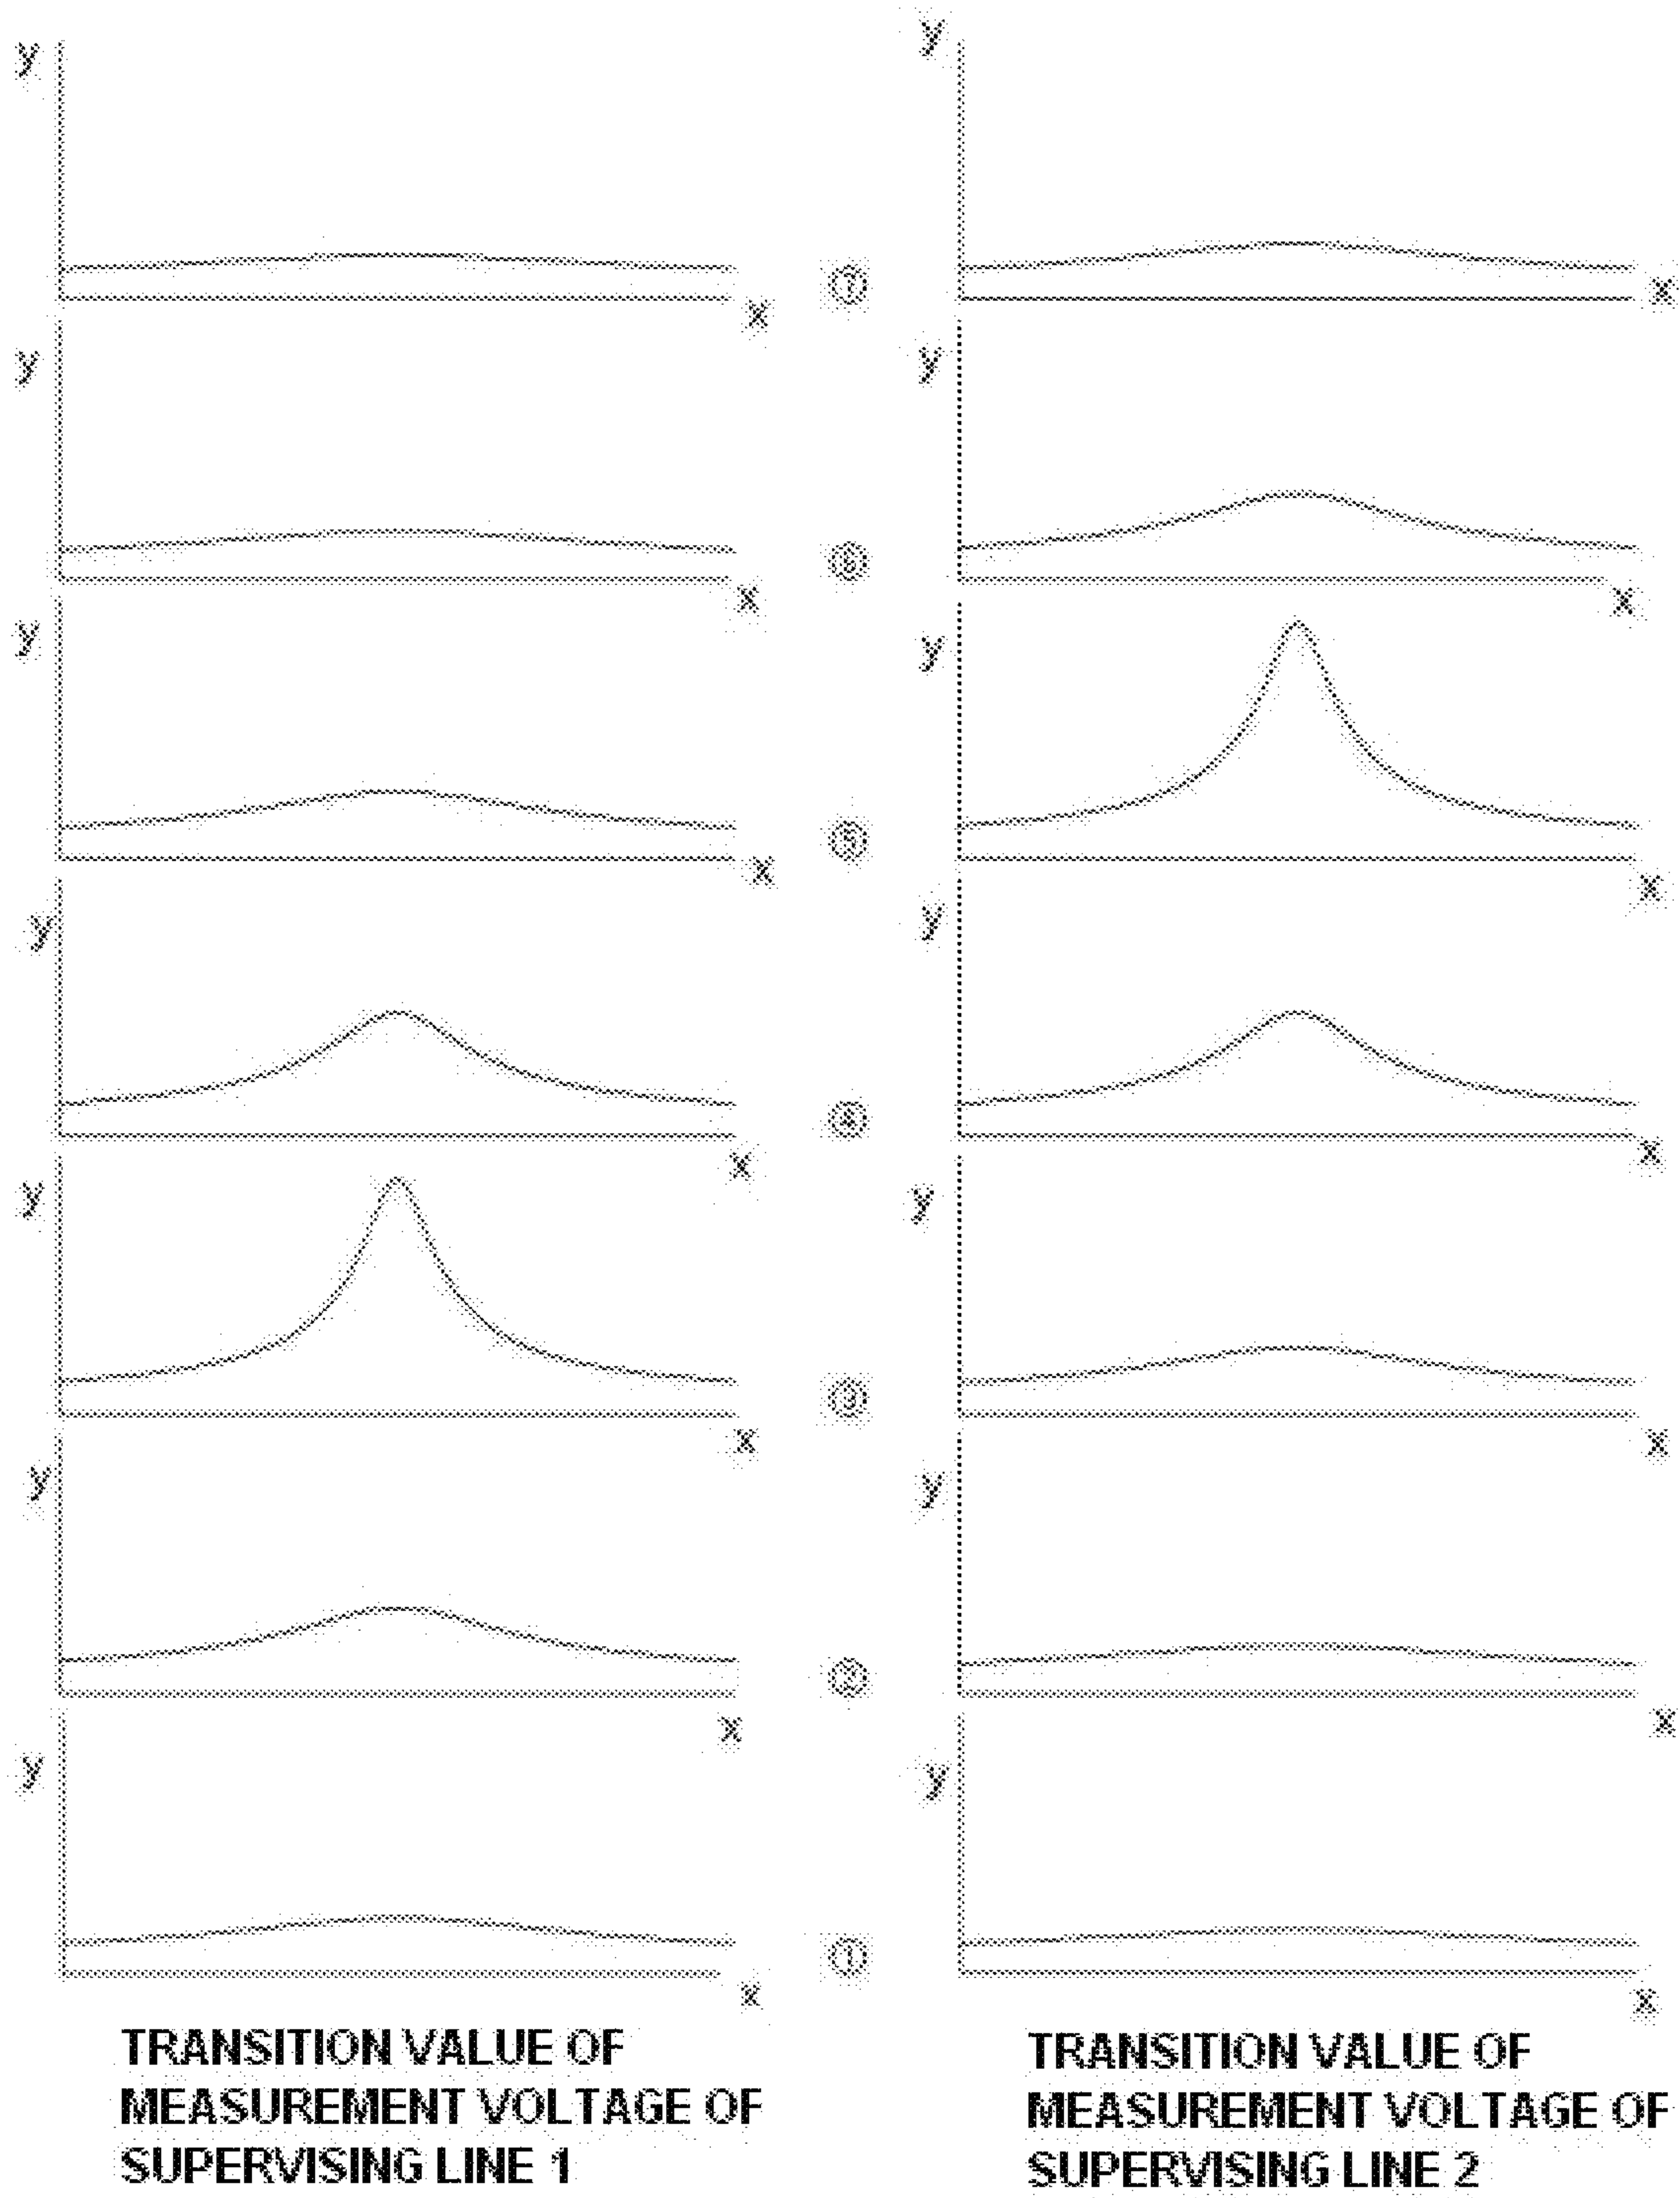 y y
x ⑦ x
y y
x ⑥ x
y y
x ⑤ x
y y
x ④ x
y y
x ③ x
y y
x ② x
y y
x ① x
TRANSITION VALUE OF
MEASUREMENT VOLTAGE OF
SUPERVISING LINE 1
TRANSITION VALUE OF
MEASUREMENT VOLTAGE OF
SUPERVISING LINE 2